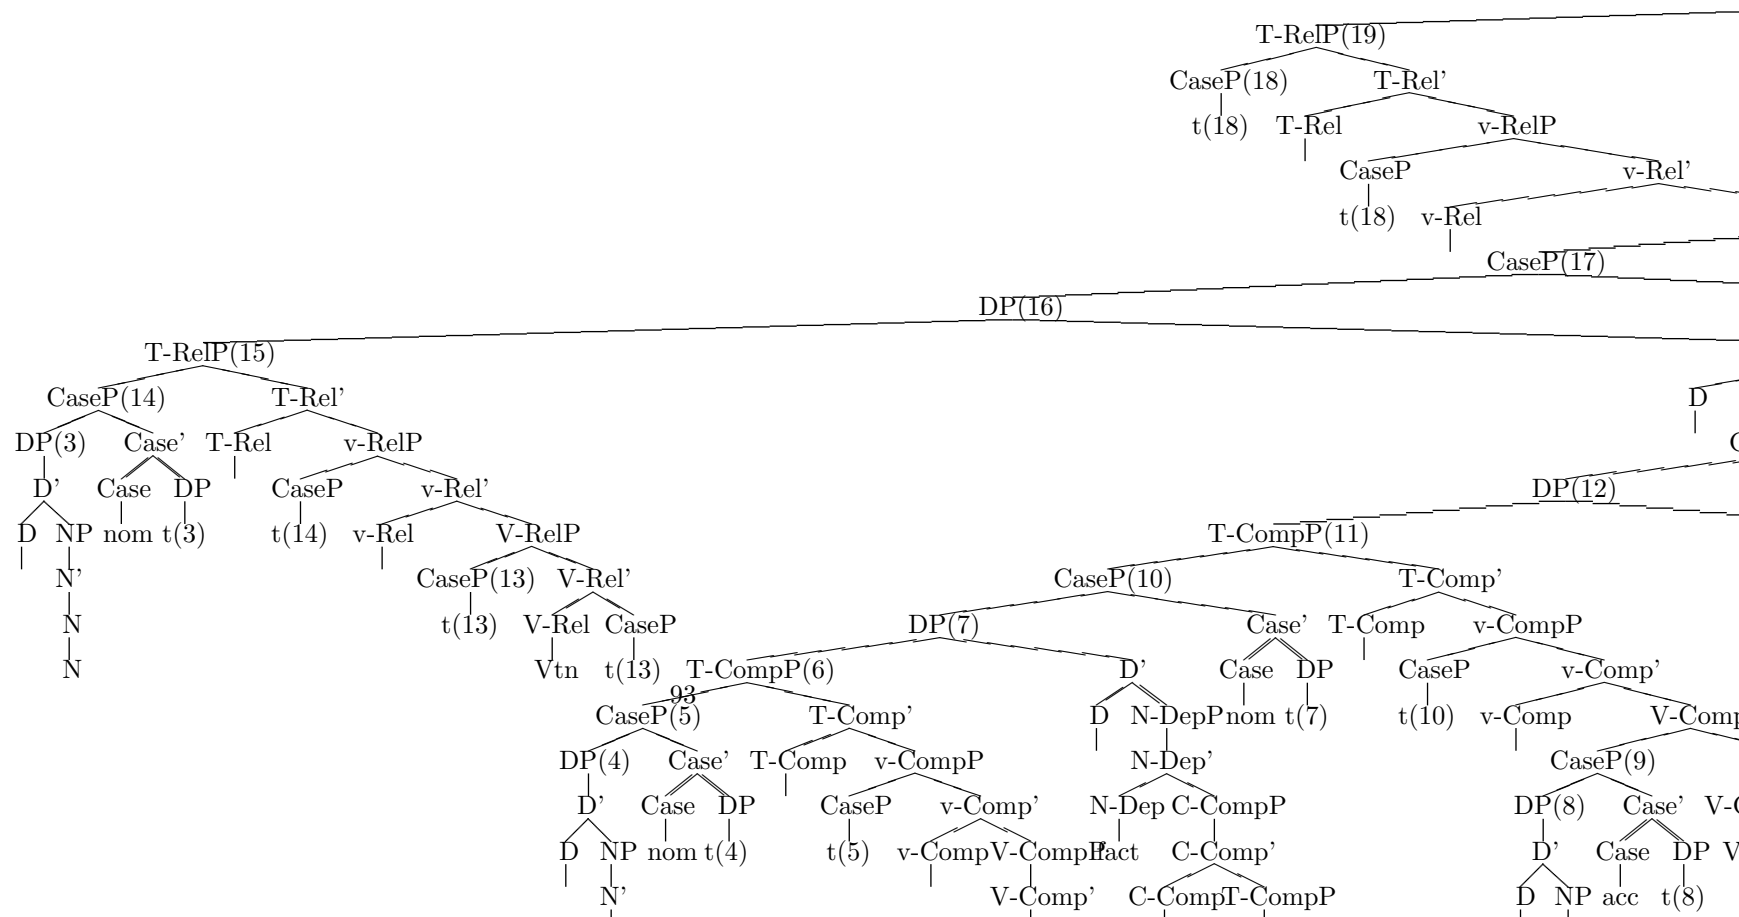 T-RelP(19)
CaseP(18) T-Rel’
t(18) T-Rel v-RelP
CaseP v-Rel’
t(18) v-Rel
CaseP(17)
DP(16)
T-RelP(15)
CaseP(14) T-Rel’ D
DP(3) Case’ T-Rel v-RelP
D’ Case DP CaseP v-Rel’ DP(12)
D NP nom t(3) t(14) v-Rel V-RelP T-CompP(11)
N’ CaseP(13) V-Rel’ CaseP(10) T-Comp’
N t(13) V-Rel CaseP DP(7) Case’ T-Comp v-CompP
N Vtn t(13) T-CompP(6) D’ Case DP CaseP v-Comp’
93
CaseP(5) T-Comp’ D N-DepP nom t(7) t(10) v-Comp V-Comp
DP(4) Case’ T-Comp v-CompP N-Dep’ CaseP(9)
D’ Case DP CaseP v-Comp’ N-Dep C-CompP DP(8) Case’
D NP nom t(4) t(5) v-Comp V-CompP fact C-Comp’ D’ Case DP V
N’ V-Comp’ C-Comp T-CompP D NP acc t(8)